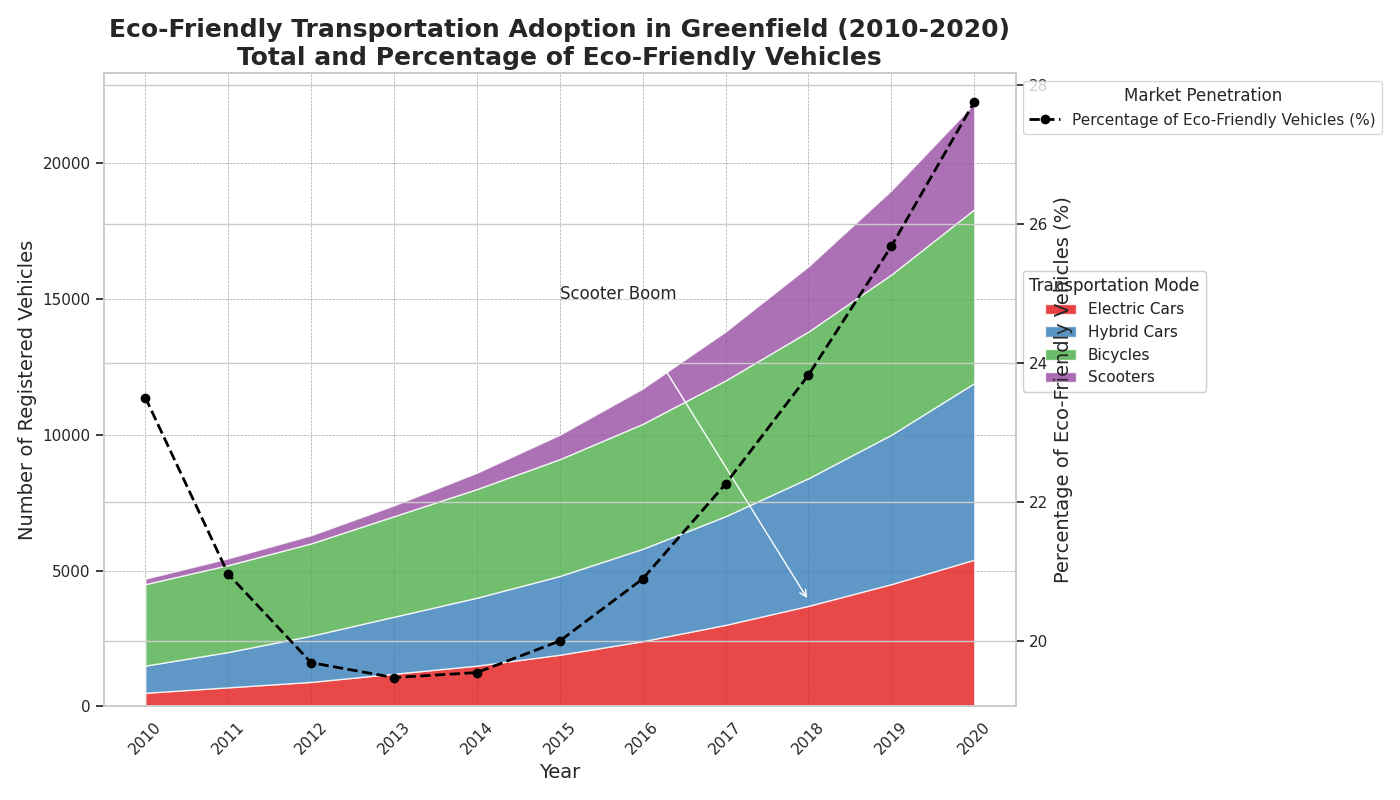 Eco-Friendly Transportation Adoption in Greenfield (2010-2020)
Total and Percentage of Eco-Friendly Vehicles
Number of Registered Vehicles
20000
15000
10000
5000
0
2010
2011
2012
2013
2014
2015
2016
2017
2018
2019
2020
Year
Scooter Boom
28
26
24
22
20
Percentage of Eco-Friendly Vehicles (%)
Market Penetration
Percentage of Eco-Friendly Vehicles (%)
Transportation Mode
Electric Cars
Hybrid Cars
Bicycles
Scooters